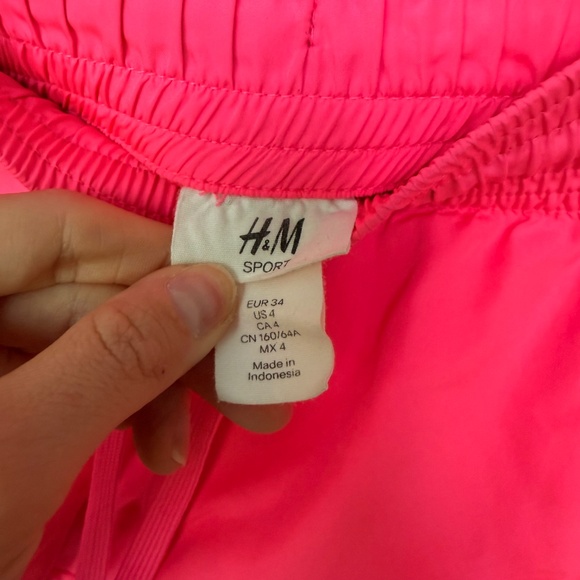 H&M
SPORT
EUR 34
US 4
CA 4
CN 160/64A
MX 4
Made in
Indonesia